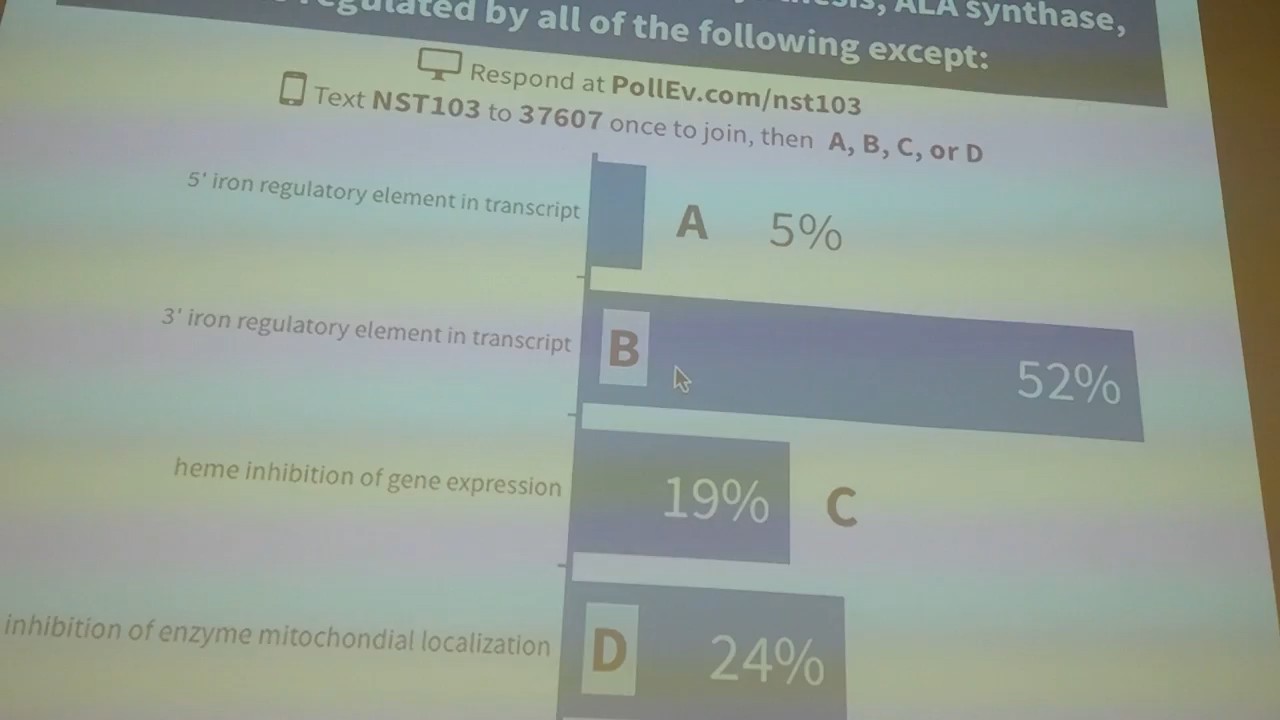 ALA synthase,
regulated by all of the following except:
Respond at PollEv.com/nst103
Text NST103 to 37607 once to join, then A, B, C, or D
5' iron regulatory element in transcript
A 5%
3' iron regulatory element in transcript
B 52%
heme inhibition of gene expression
19% C
inhibition of enzyme mitochondial localization
D 24%